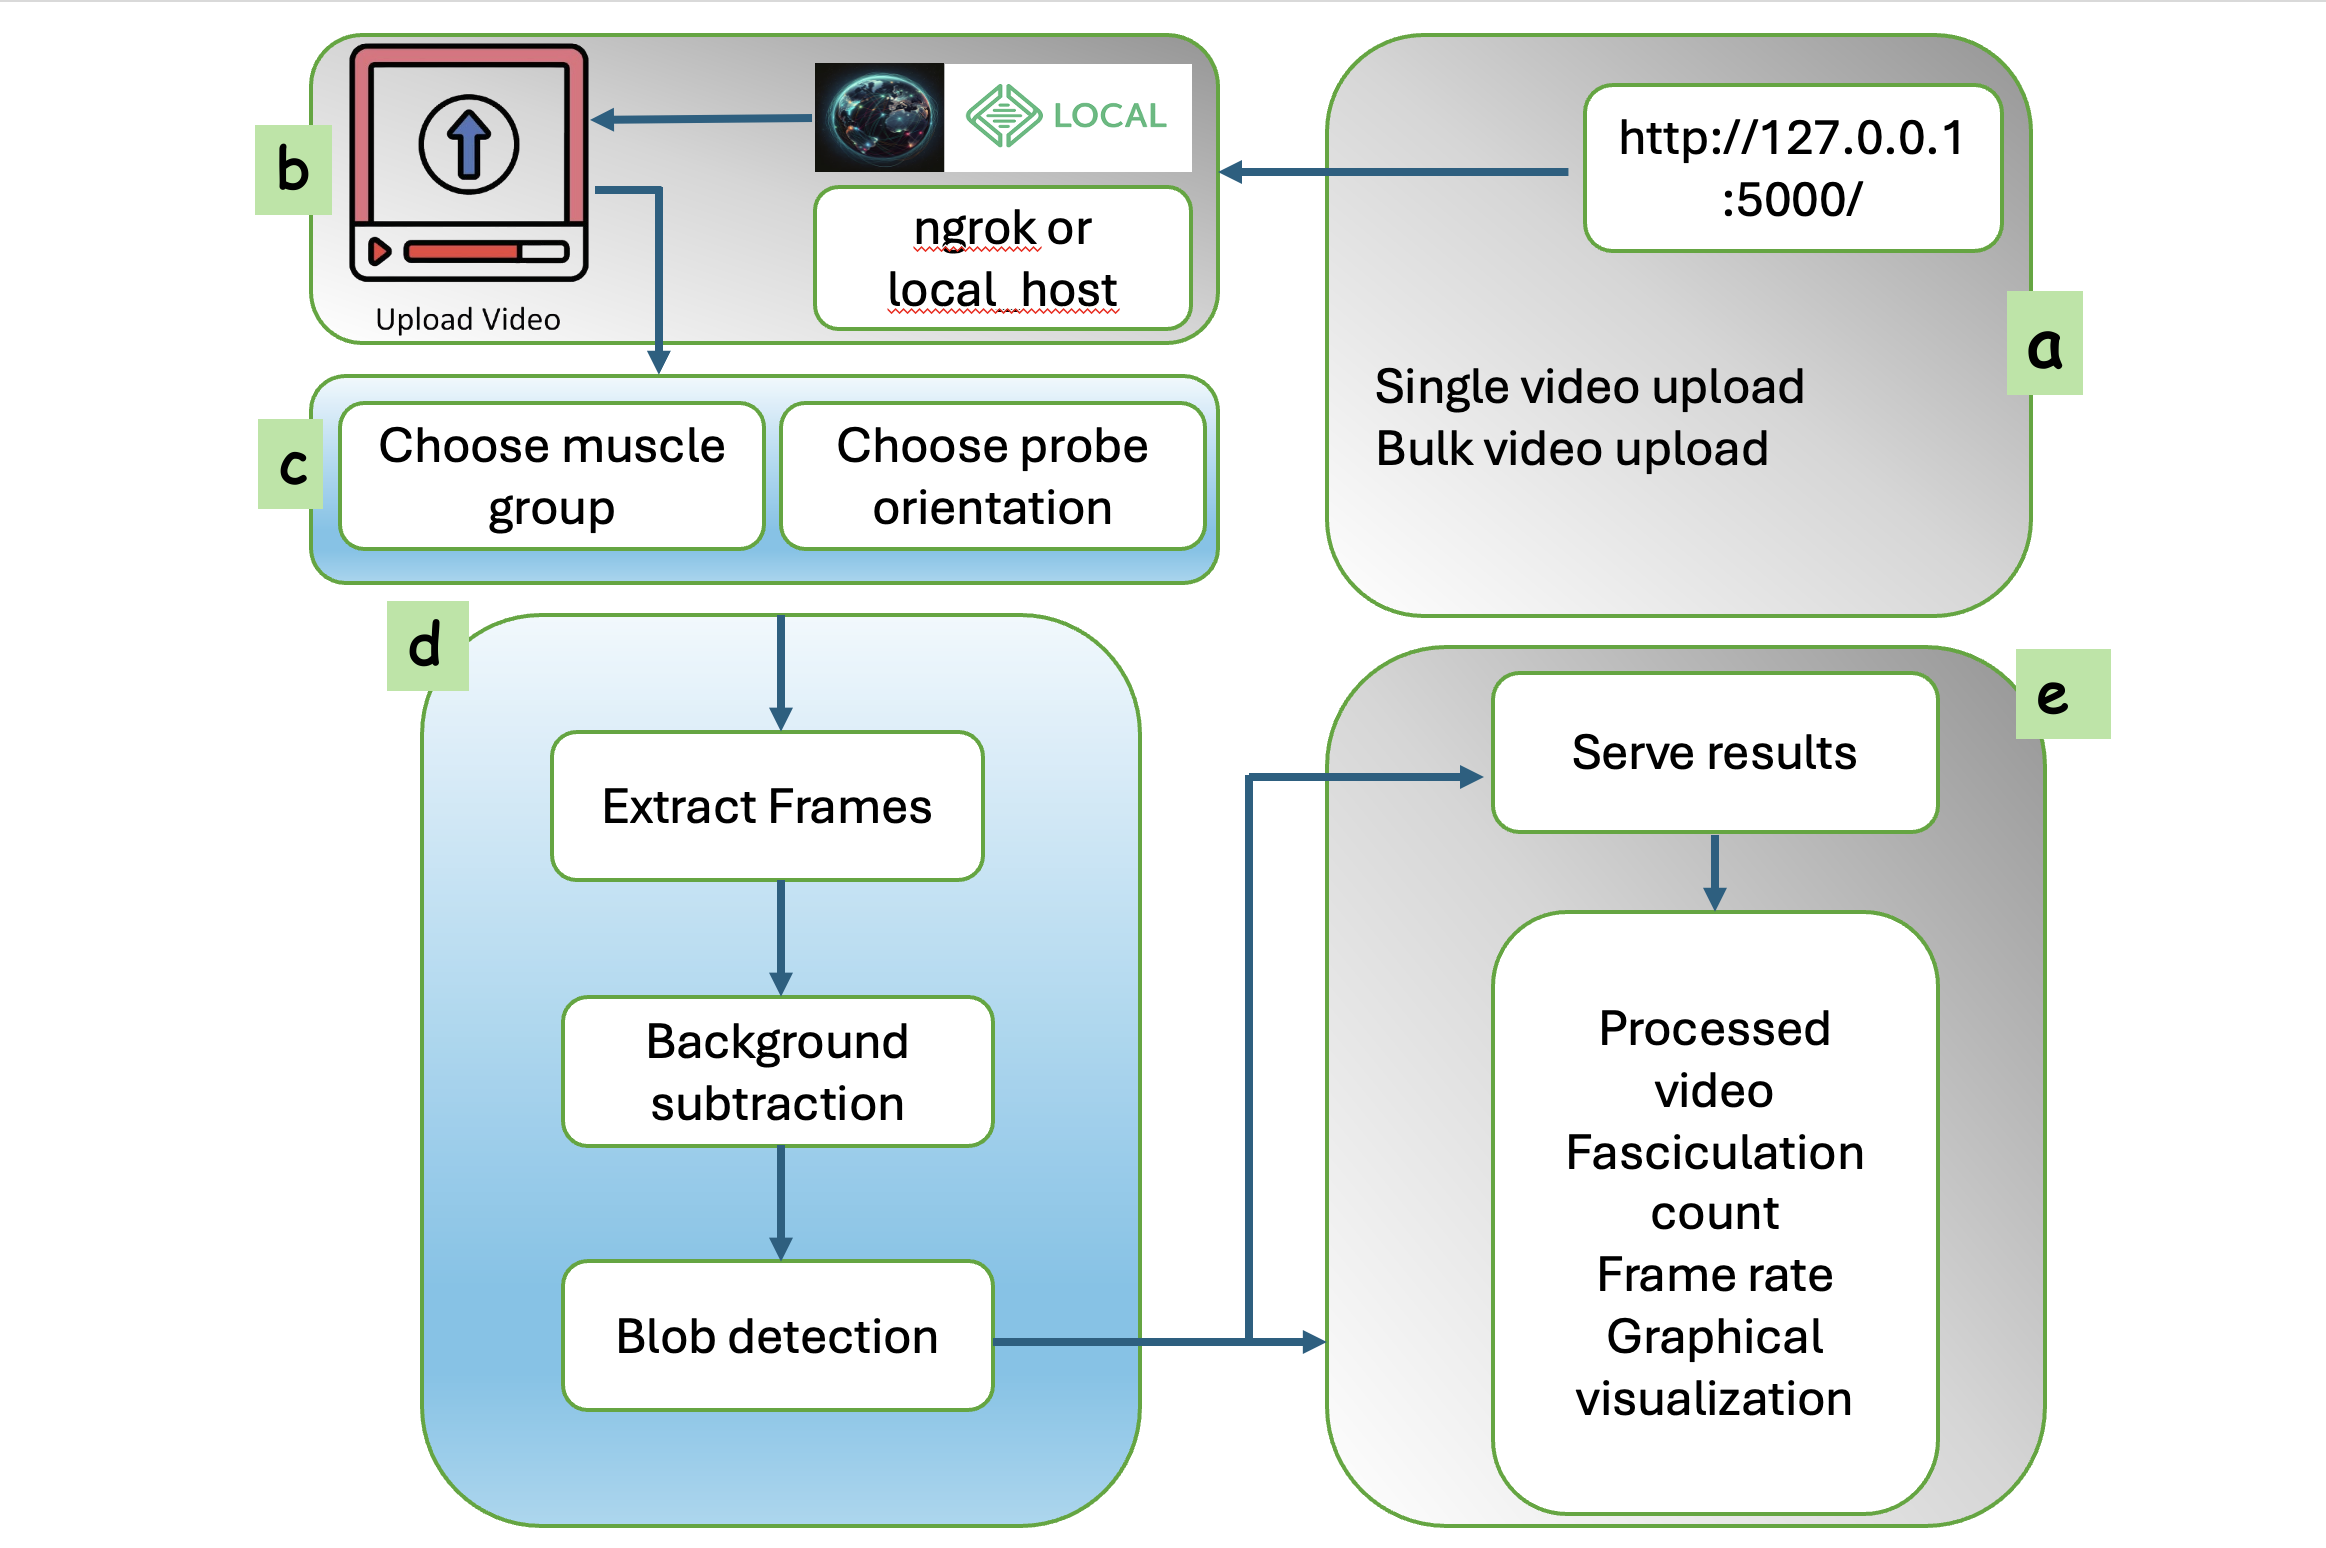 a
http://127.0.0.1
:5000/
Single video upload
Bulk video upload
b
LOCAL
ngrok or
local_host
Upload Video
c
Choose muscle
group
Choose probe
orientation
d
Extract Frames
Background
subtraction
Blob detection
e
Serve results
Processed
video
Fasciculation
count
Frame rate
Graphical
visualization